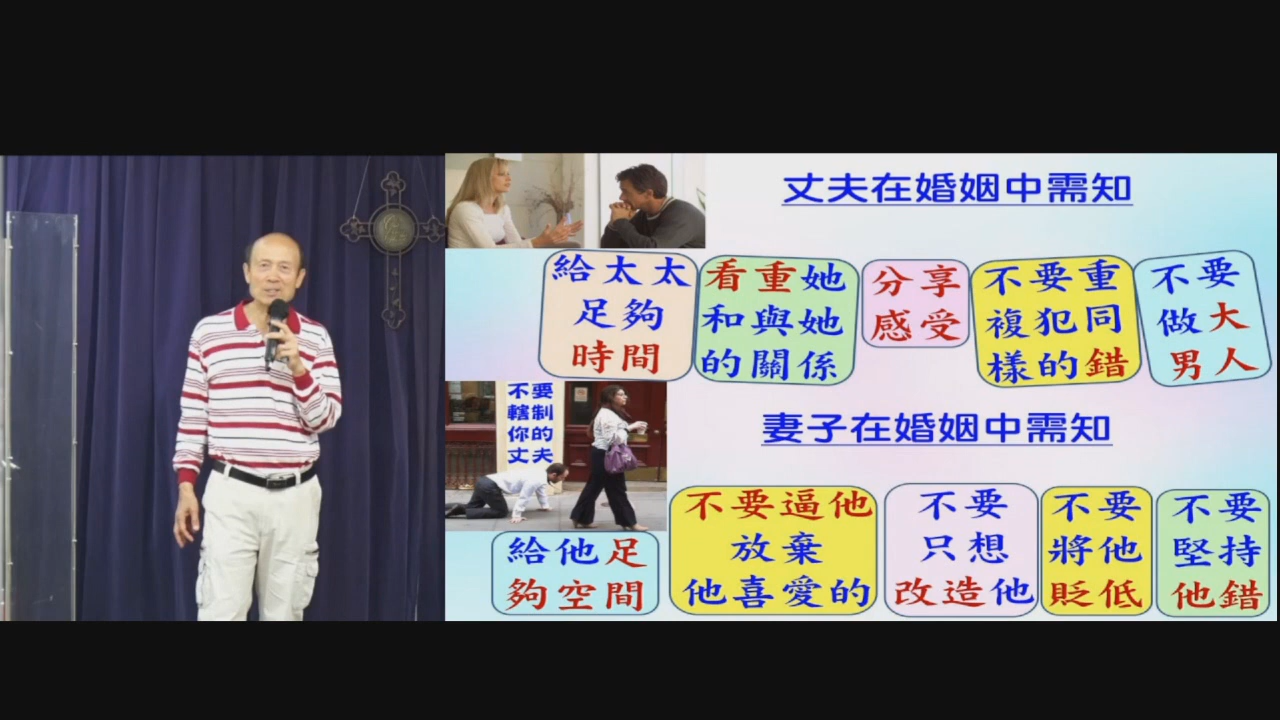 丈夫在婚姻中需知
給太太
足夠
時間
看重她
和與她
的關係
分享
感受
不要重
複犯同
樣的錯
不要
做大
男人
妻子在婚姻中需知
不要
轄制
你的
丈夫
給他足
夠空間
不要逼他
放棄
他喜愛的
不要
只想
改造他
不要
將他
貶低
不要
堅持
他錯